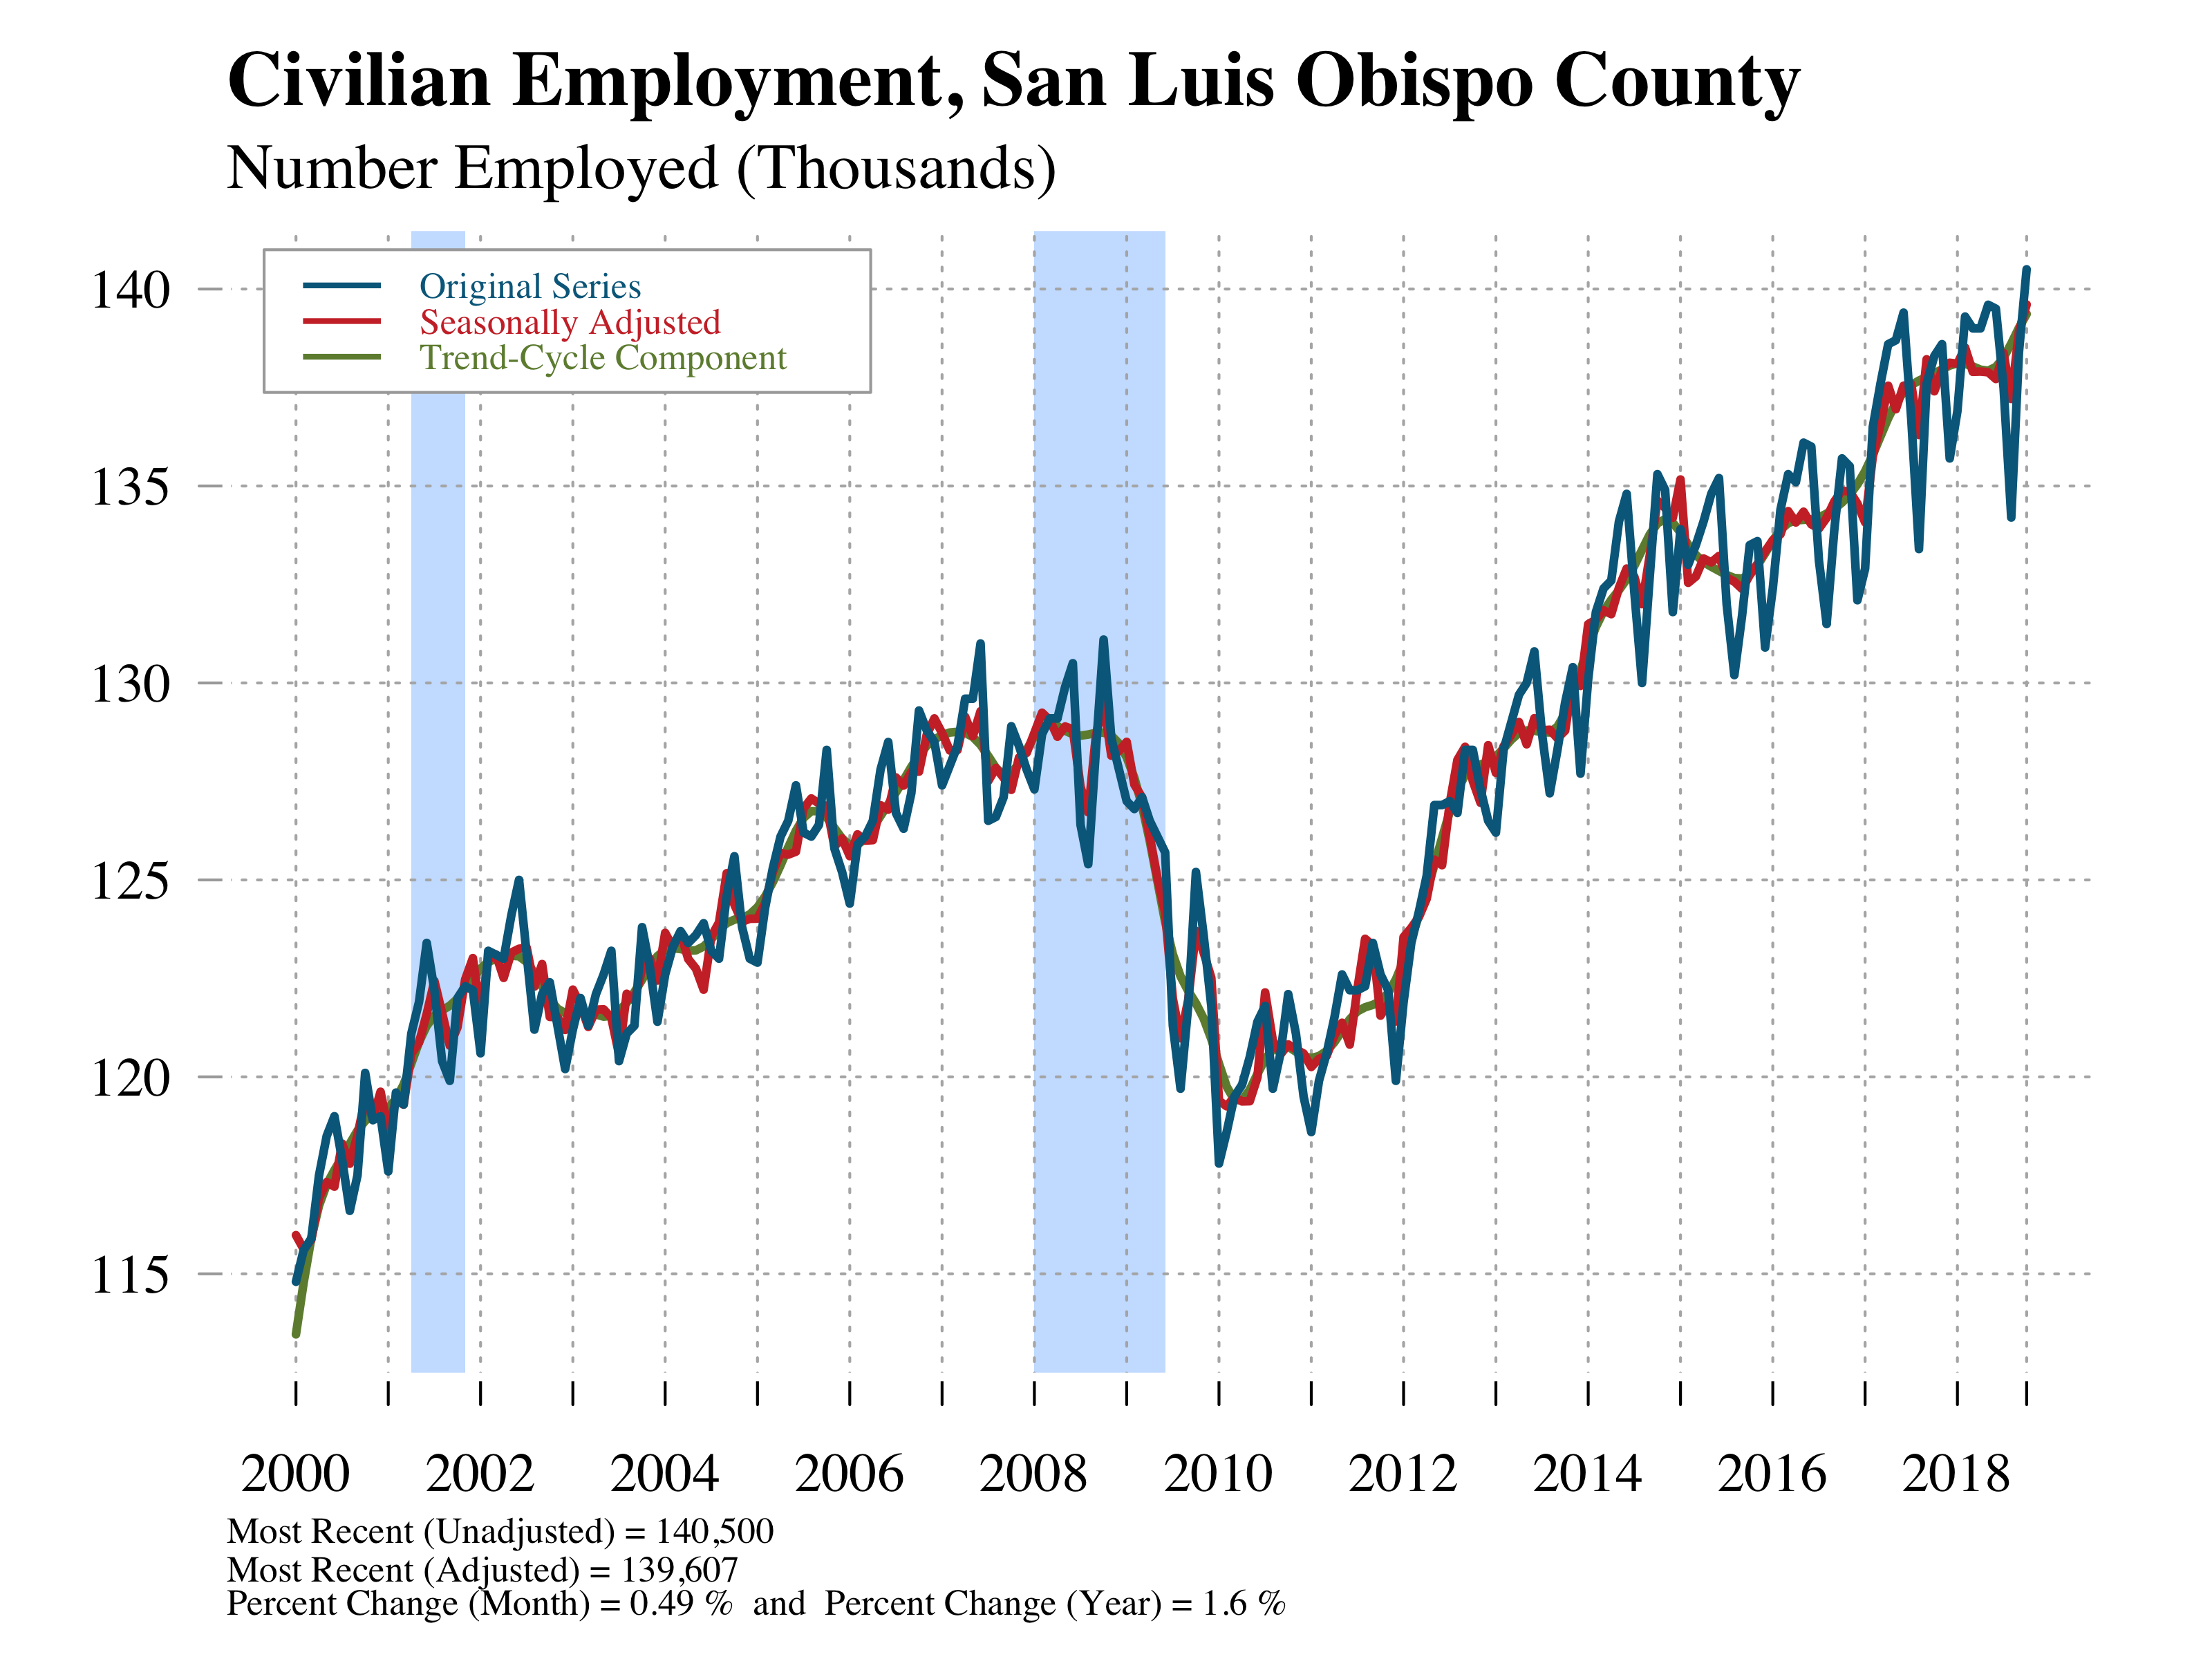 Civilian Employment, San Luis Obispo County
Number Employed (Thousands)
Original Series
Seasonally Adjusted
Trend-Cycle Component
140
135
130
125
120
115
2000 2002 2004 2006 2008 2010 2012 2014 2016 2018
Most Recent (Unadjusted) = 140,500
Most Recent (Adjusted) = 139,607
Percent Change (Month) = 0.49 % and Percent Change (Year) = 1.6 %